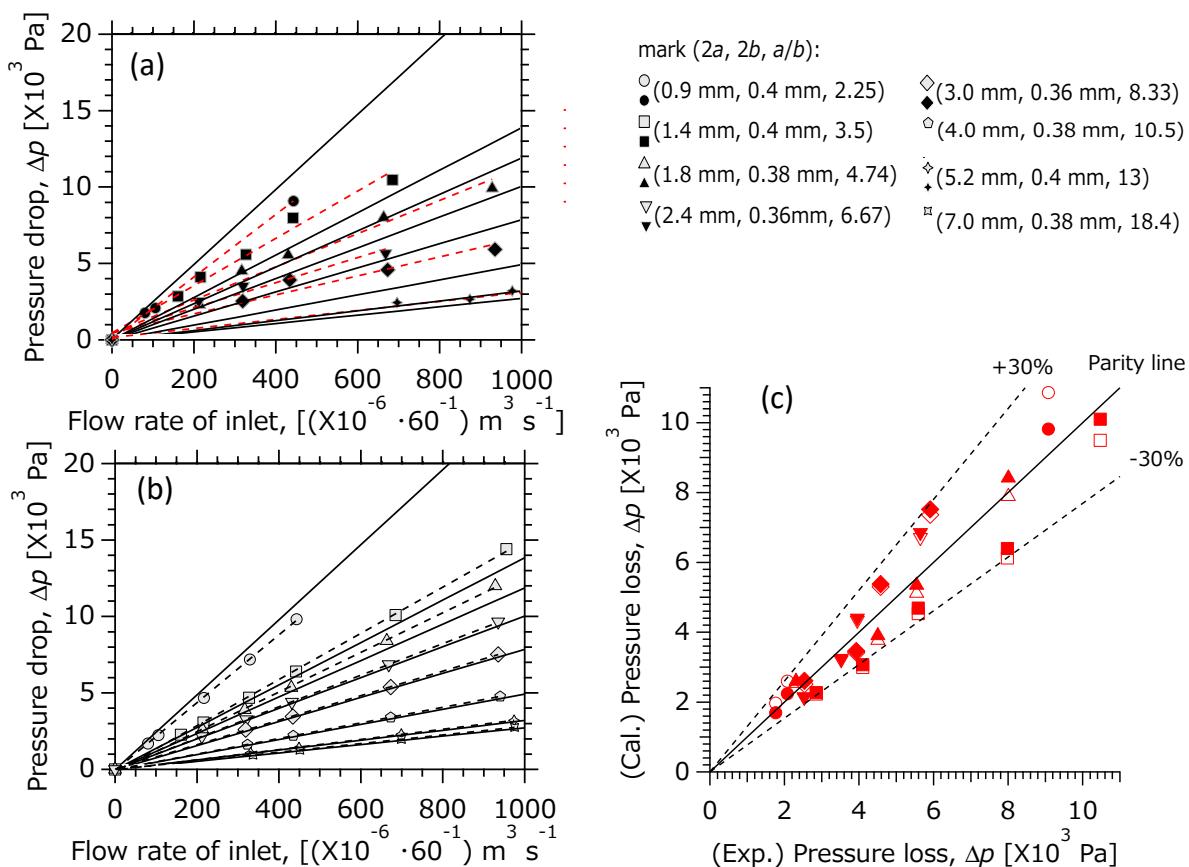 (a)
Pressure drop, Δp [X10³ Pa]
20
15
10
5
0
0 200 400 600 800 1000
Flow rate of inlet, [(X10⁻⁶ ·60⁻¹) m³ s⁻¹]
mark (2a, 2b, a/b):
(0.9 mm, 0.4 mm, 2.25)
(1.4 mm, 0.4 mm, 3.5)
(1.8 mm, 0.38 mm, 4.74)
(2.4 mm, 0.36mm, 6.67)
(3.0 mm, 0.36 mm, 8.33)
(4.0 mm, 0.38 mm, 10.5)
(5.2 mm, 0.4 mm, 13)
(7.0 mm, 0.38 mm, 18.4)
(b)
Pressure drop, Δp [X10³ Pa]
20
15
10
5
0
0 200 400 600 800 1000
Flow rate of inlet, [(X10⁻⁶ ·60⁻¹) m³ s⁻¹]
(c)
+30%
Parity line
-30%
(Cal.) Pressure loss, Δp [X10³ Pa]
10
8
6
4
2
0
0 2 4 6 8 10
(Exp.) Pressure loss, Δp [X10³ Pa]